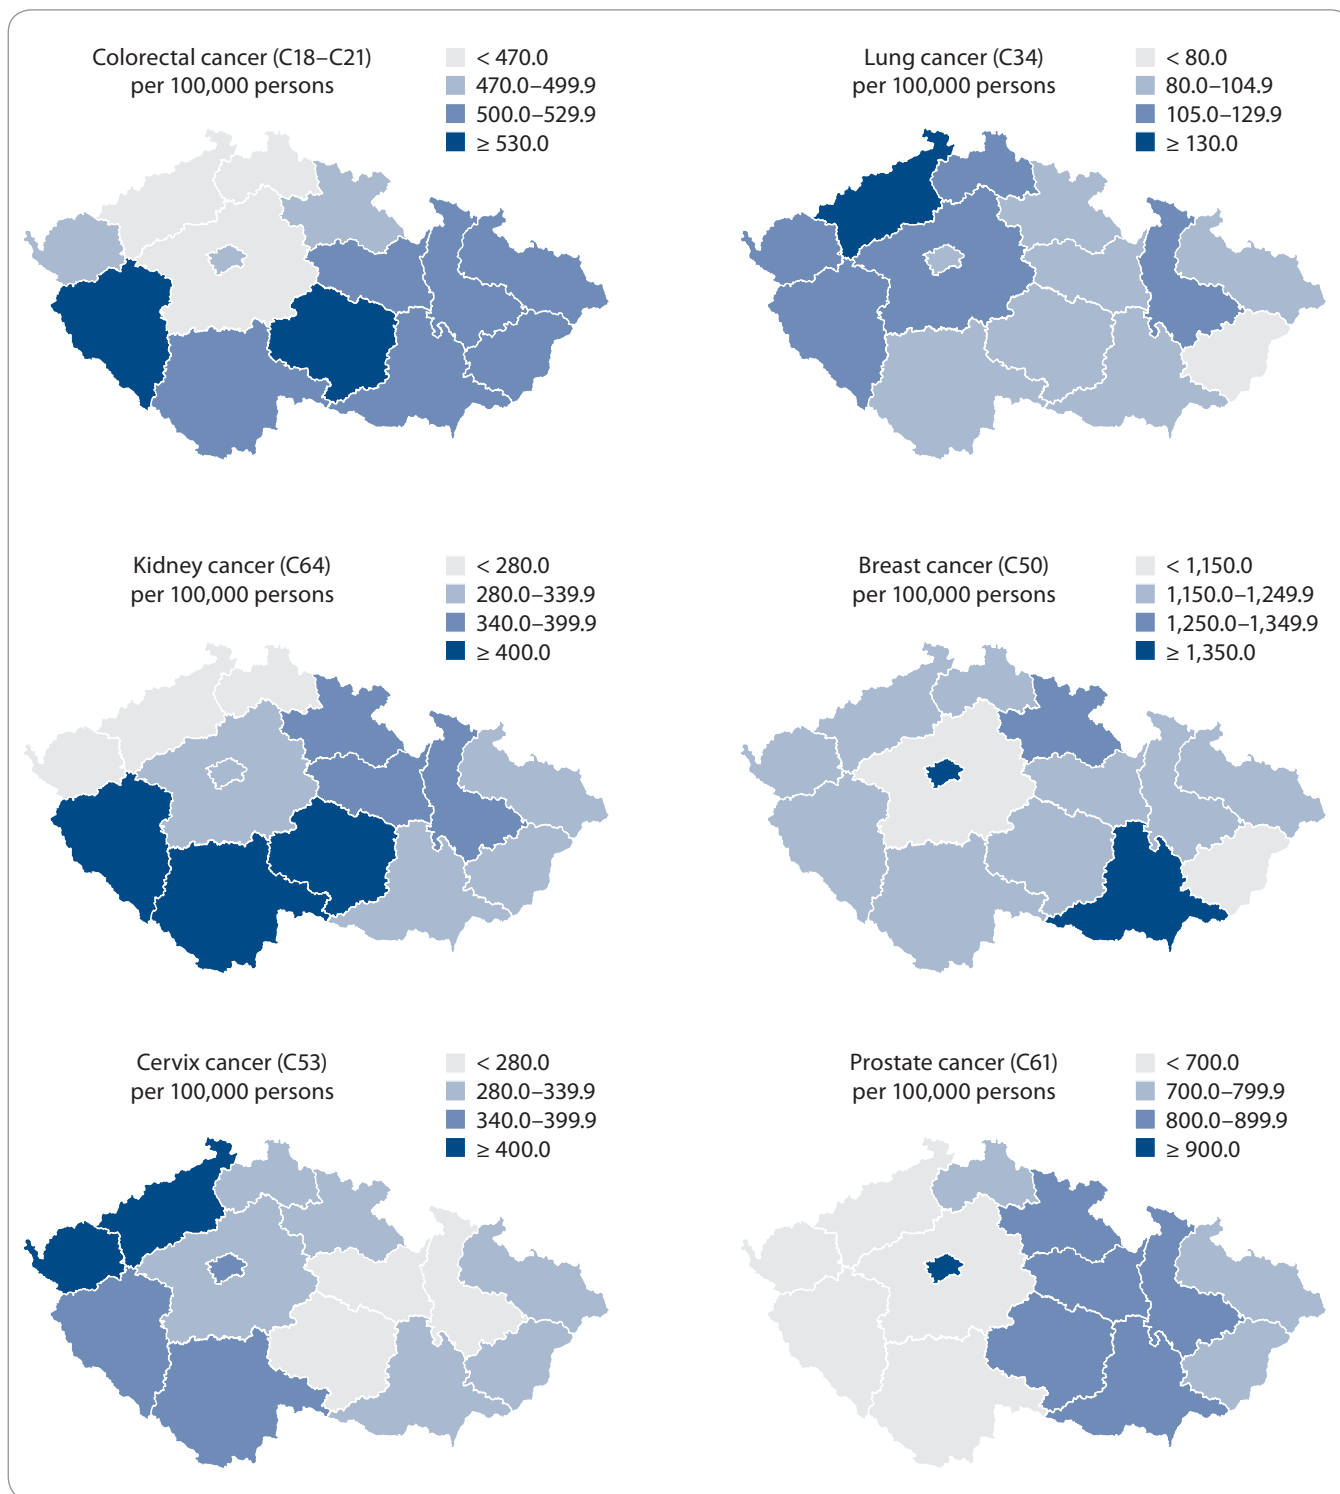 Colorectal cancer (C18–C21)
per 100,000 persons
< 470.0
470.0–499.9
500.0–529.9
≥ 530.0
Lung cancer (C34)
per 100,000 persons
< 80.0
80.0–104.9
105.0–129.9
≥ 130.0
Kidney cancer (C64)
per 100,000 persons
< 280.0
280.0–339.9
340.0–399.9
≥ 400.0
Breast cancer (C50)
per 100,000 persons
< 1,150.0
1,150.0–1,249.9
1,250.0–1,349.9
≥ 1,350.0
Cervix cancer (C53)
per 100,000 persons
< 280.0
280.0–339.9
340.0–399.9
≥ 400.0
Prostate cancer (C61)
per 100,000 persons
< 700.0
700.0–799.9
800.0–899.9
≥ 900.0